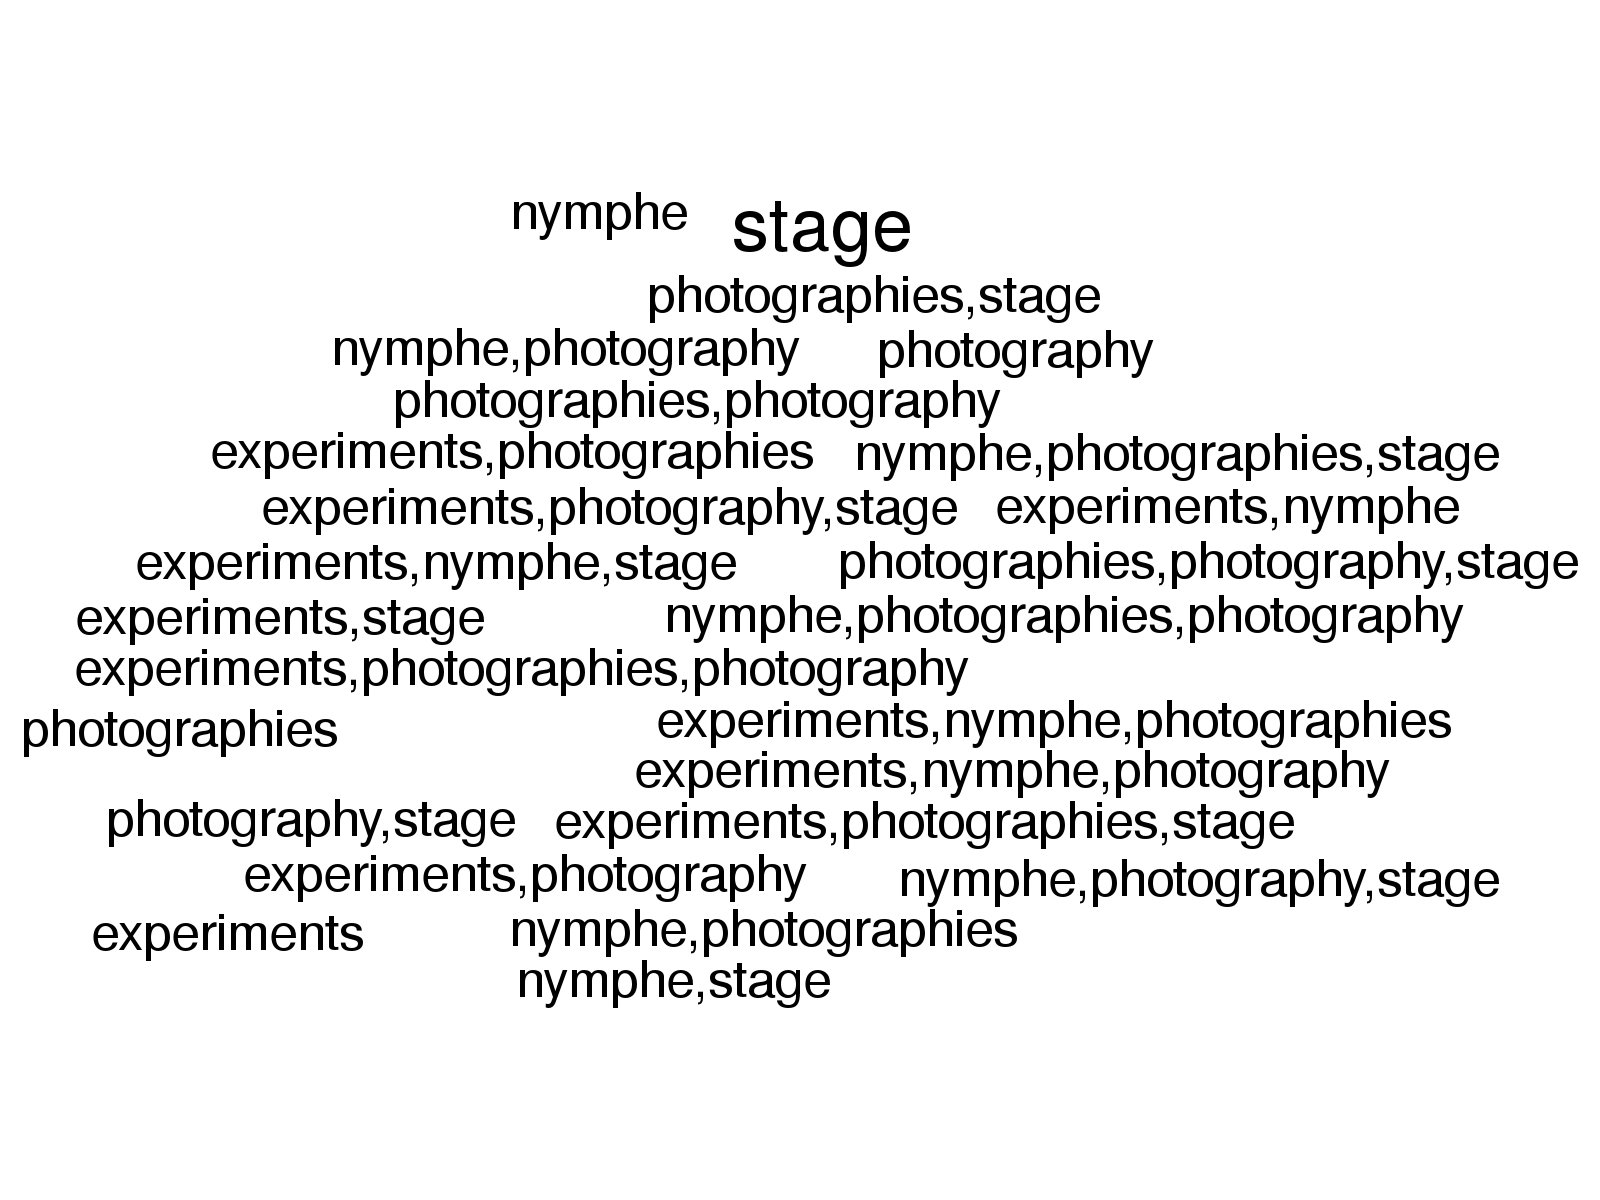 nymphe stage
photographies,stage
nymphe,photography photography
photographies,photography
experiments,photographies nymphe,photographies,stage
experiments,photography,stage experiments,nymphe
experiments,nymphe,stage photographies,photography,stage
experiments,stage nymphe,photographies,photography
experiments,photographies,photography
photographies experiments,nymphe,photographies
experiments,nymphe,photography
photography,stage experiments,photographies,stage
experiments,photography nymphe,photography,stage
experiments nymphe,photographies
nymphe,stage